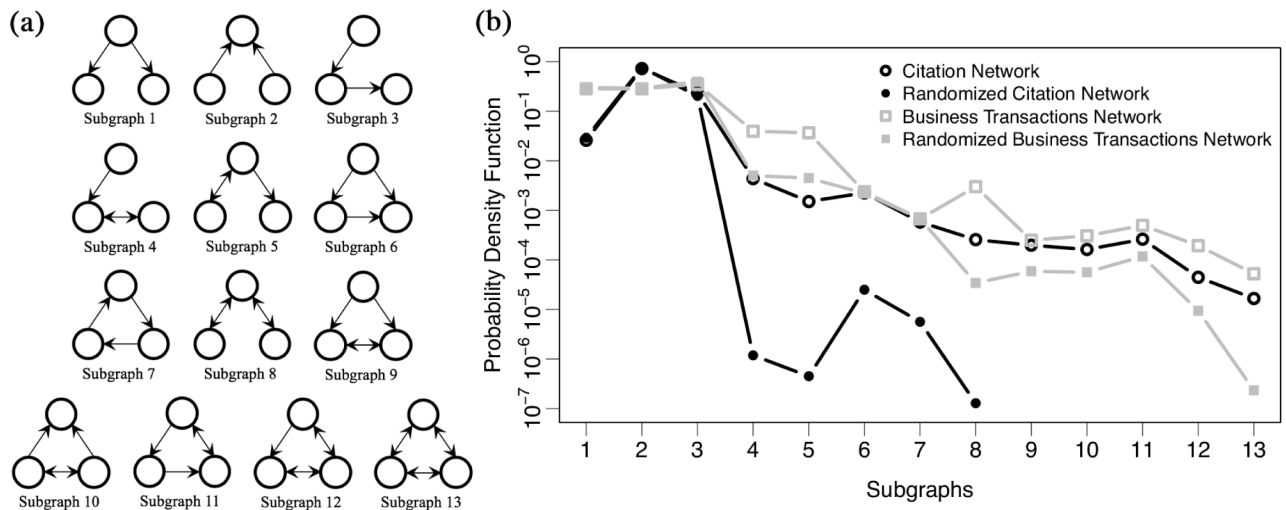 (a)
Subgraph 1 Subgraph 2 Subgraph 3
Subgraph 4 Subgraph 5 Subgraph 6
Subgraph 7 Subgraph 8 Subgraph 9
Subgraph 10 Subgraph 11 Subgraph 12 Subgraph 13
(b)
Citation Network
Randomized Citation Network
Business Transactions Network
Randomized Business Transactions Network
Probability Density Function
10^0
10^-1
10^-2
10^-3
10^-4
10^-5
10^-6
10^-7
1 2 3 4 5 6 7 8 9 10 11 12 13
Subgraphs